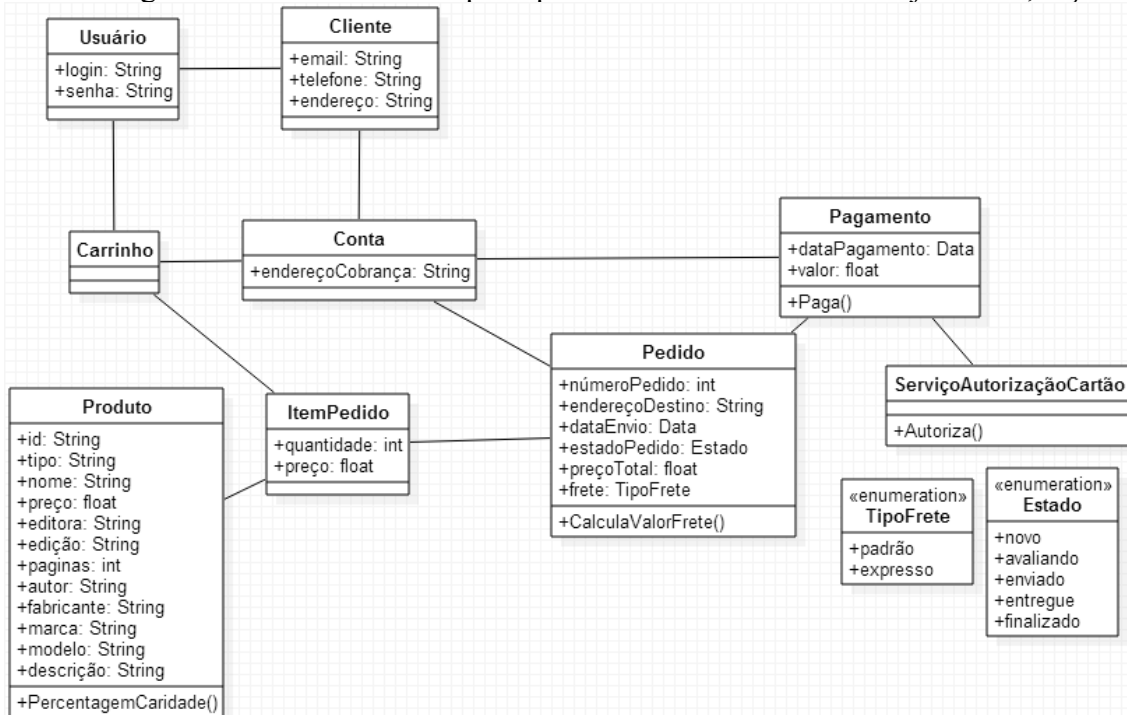 Usuário
+login: String
+senha: String
Cliente
+email: String
+telefone: String
+endereço: String
Carrinho
Conta
+endereçoCobrança: String
Pagamento
+dataPagamento: Data
+valor: float
+Paga()
Produto
+id: String
+tipo: String
+nome: String
+preço: float
+editora: String
+edição: String
+paginas: int
+autor: String
+fabricante: String
+marca: String
+modelo: String
+descrição: String
+PercentagemCaridade()
ItemPedido
+quantidade: int
+preço: float
Pedido
+númeroPedido: int
+endereçoDestino: String
+dataEnvio: Data
+estadoPedido: Estado
+preçoTotal: float
+frete: TipoFrete
+CalculaValorFrete()
ServiçoAutorizaçãoCartão
+Autoriza()
«enumeration»
TipoFrete
+padrão
+expresso
«enumeration»
Estado
+novo
+avaliando
+enviado
+entregue
+finalizado